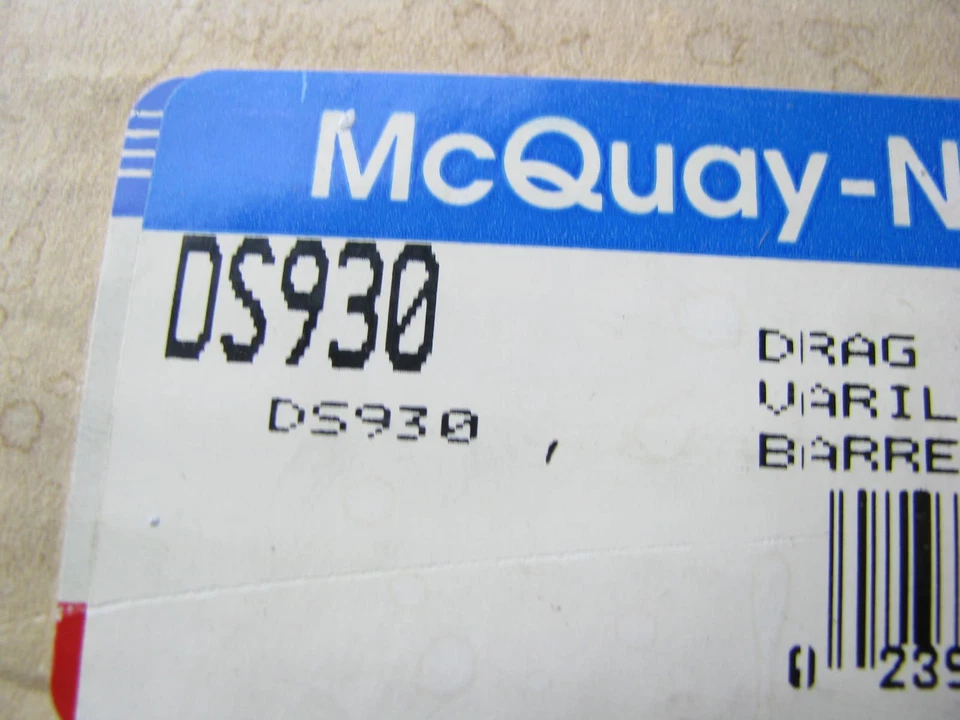 McQuay-N
DS930
DS930 ,
DRAG
VARIL
BARRE
0 239